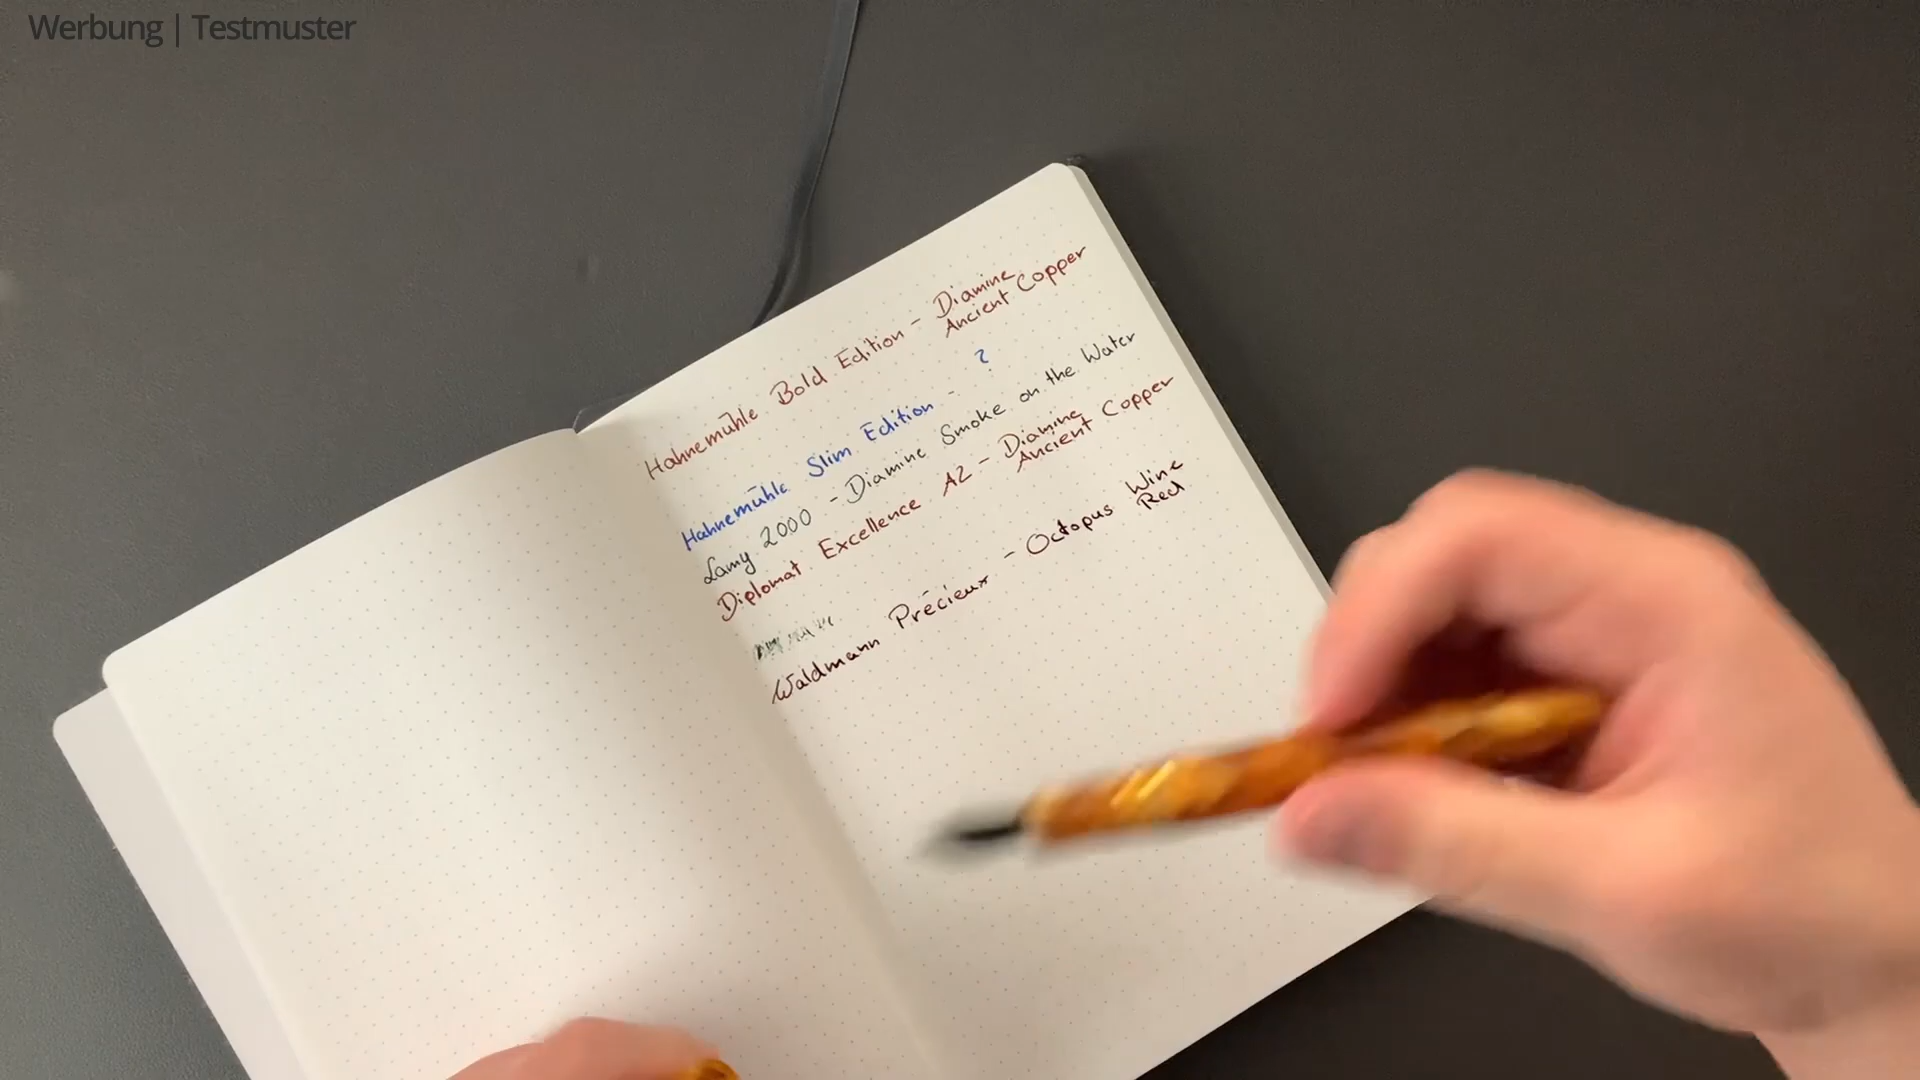 Werbung | Testmuster
Hahnemühle Bold Edition - Diamine
Ancient Copper
Hahnemühle Slim Edition - ?
Lamy 2000 - Diamine Smoke on the Water
Diplomat Excellence A2 - Diamine
Ancient Copper
Waldmann Précieux - Octopus Wine
Red